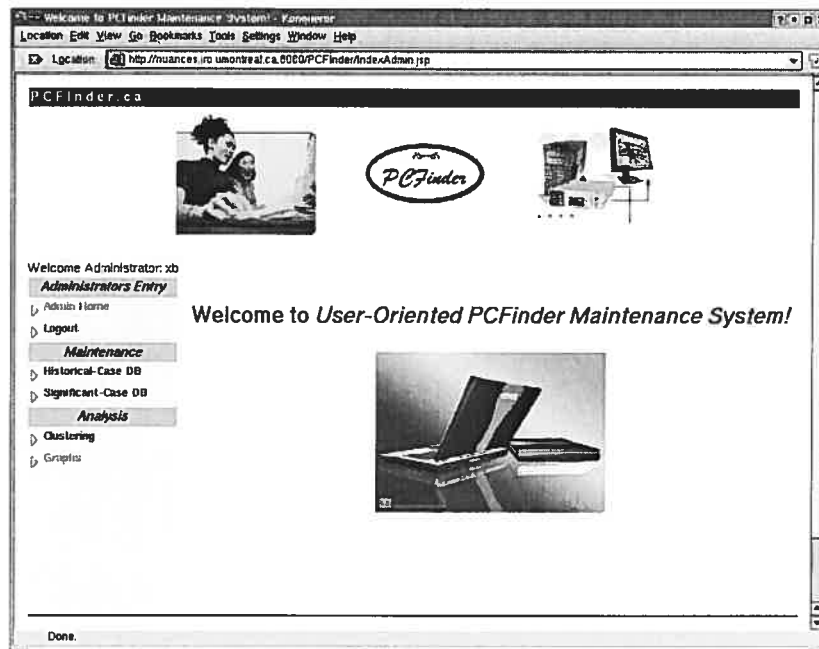 Welcome to PCFinder Maintenance System! - Konqueror
Location Edit View Go Bookmarks Tools Settings Window Help
Location: http://nuances.iro.umontreal.ca:8080/PCFinder/IndexAdmin.jsp
PCFinder.ca
PCFinder
Welcome Administrator: xb
Administrators Entry
Admin Home
Logout
Welcome to User-Oriented PCFinder Maintenance System!
Maintenance
Historical-Case DB
Significant-Case DB
Analysis
Clustering
Graphs
Done.